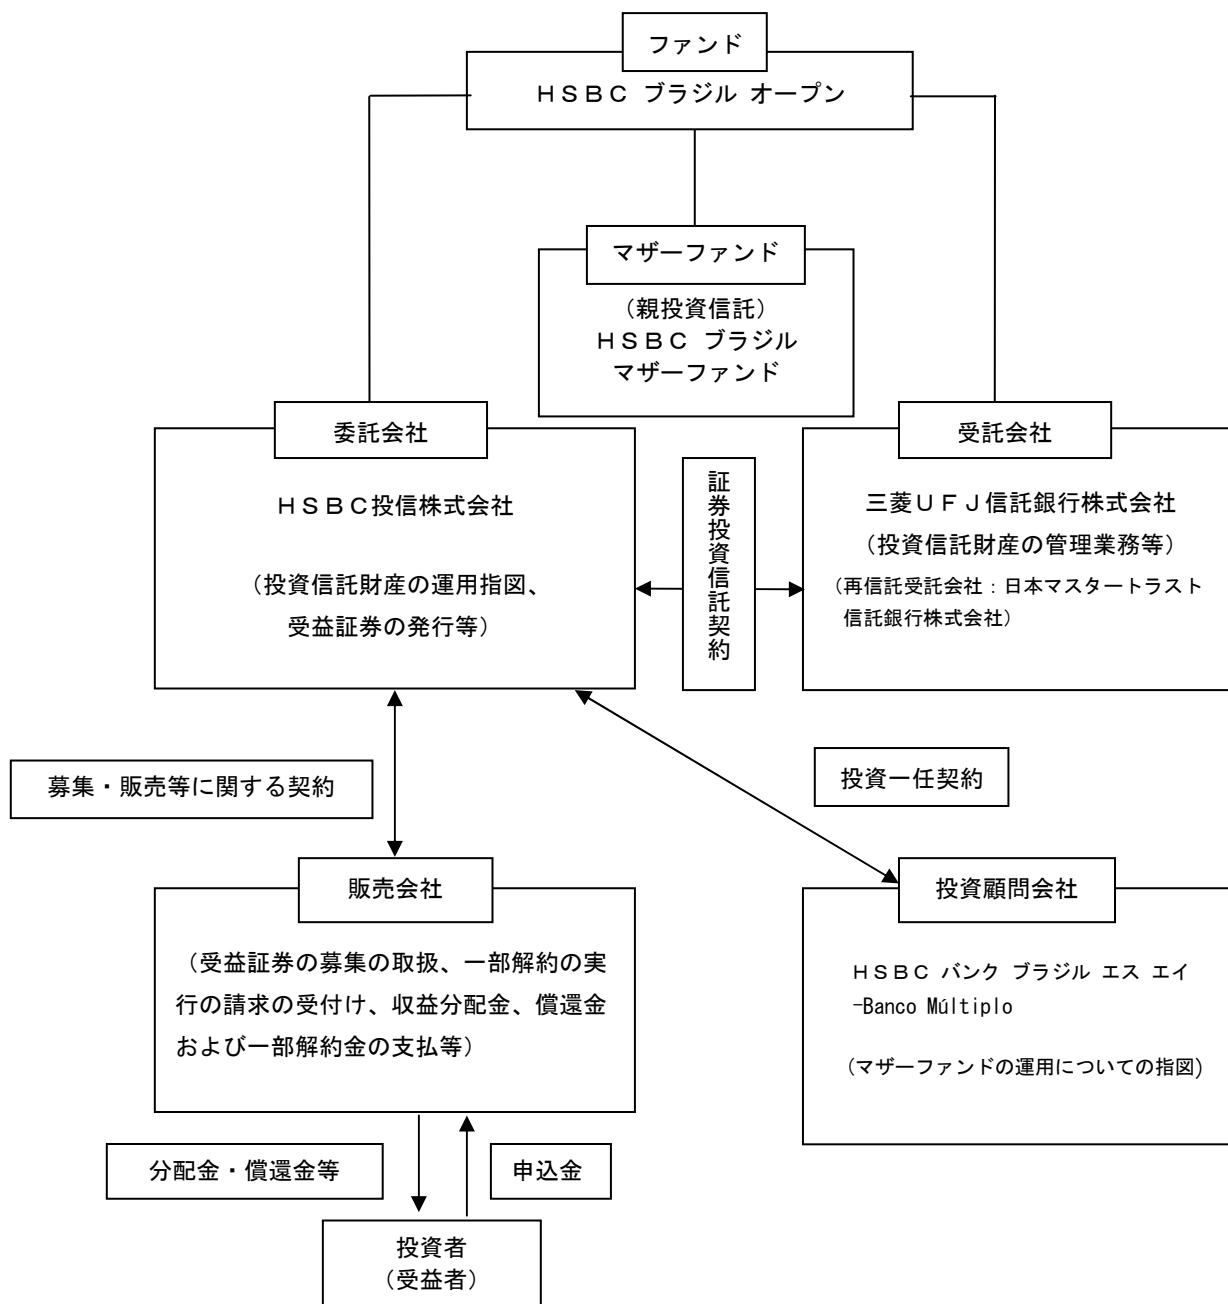 ファンド
ＨＳＢＣ ブラジル オープン
マザーファンド
（親投資信託）
ＨＳＢＣ ブラジル
マザーファンド
委託会社
ＨＳＢＣ投信株式会社
（投資信託財産の運用指図、
受益証券の発行等）
証券投資信託契約
受託会社
三菱ＵＦＪ信託銀行株式会社
（投資信託財産の管理業務等）
（再信託受託会社：日本マスタートラスト
信託銀行株式会社）
募集・販売等に関する契約
投資一任契約
販売会社
（受益証券の募集の取扱、一部解約の実
行の請求の受付け、収益分配金、償還金
および一部解約金の支払等）
投資顧問会社
ＨＳＢＣ バンク ブラジル エス エイ
-Banco Múltiplo
（マザーファンドの運用についての指図)
分配金・償還金等
申込金
投資者
（受益者）